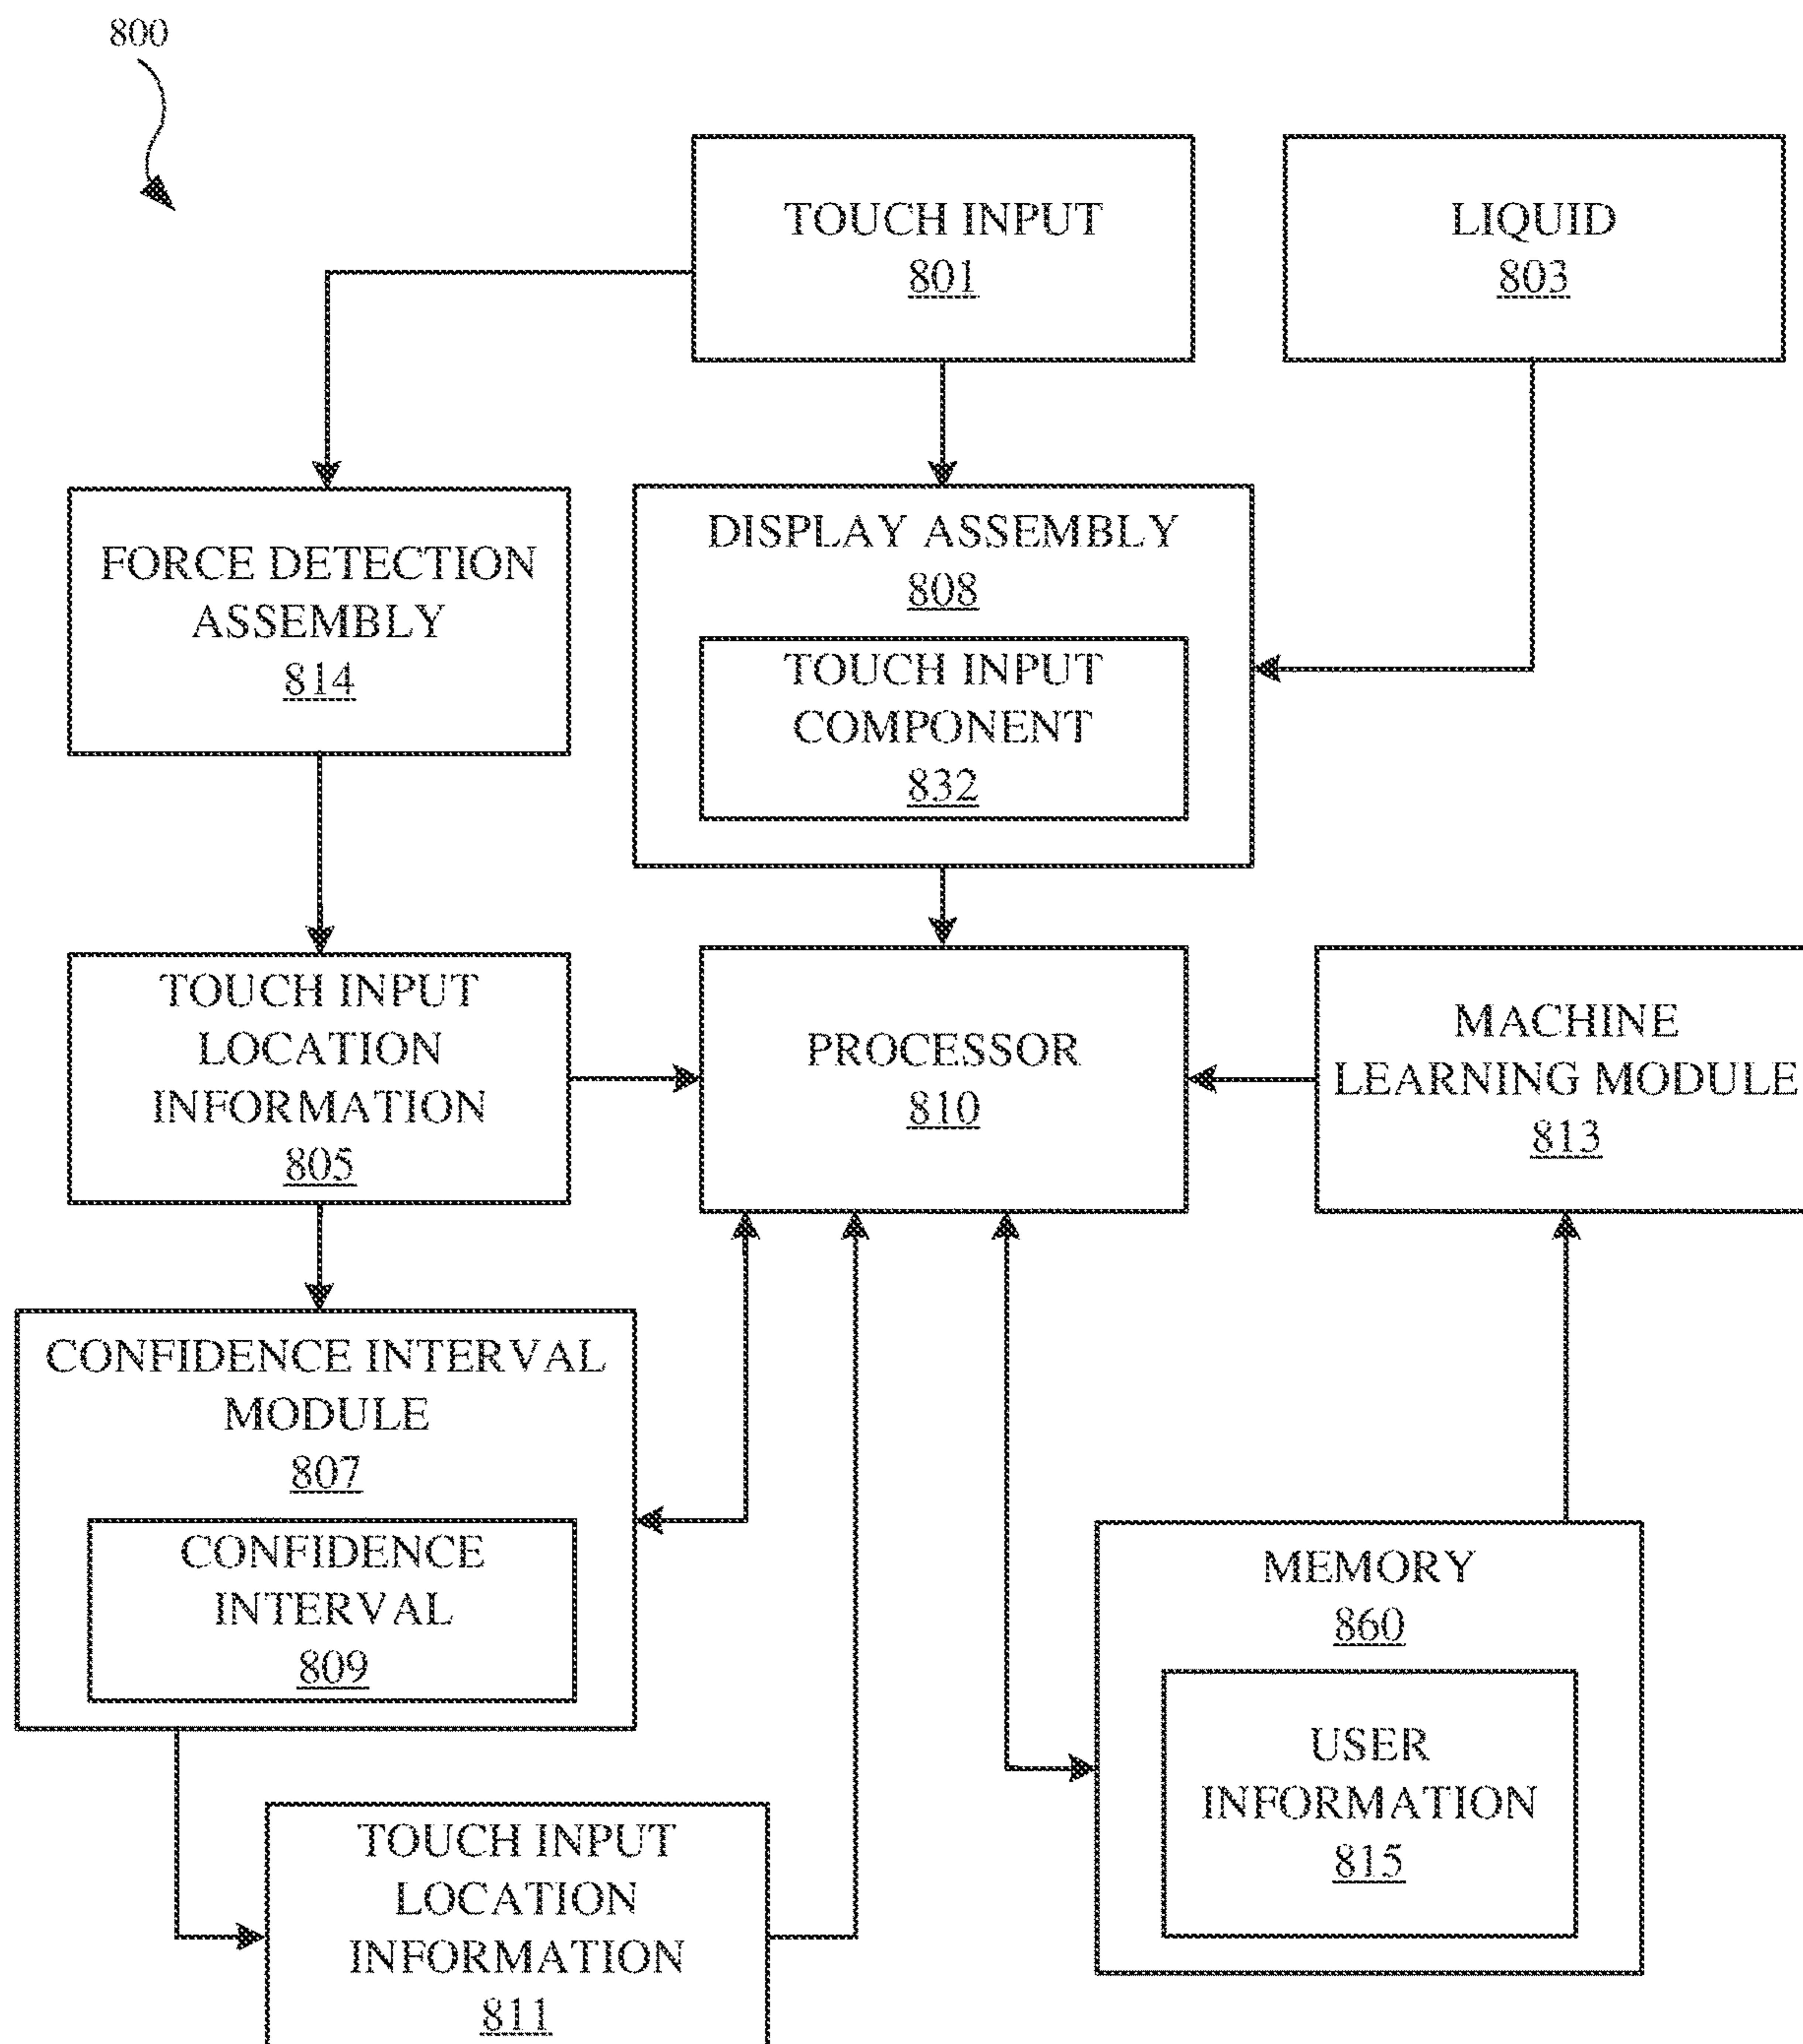 800
TOUCH INPUT
801
LIQUID
803
FORCE DETECTION
ASSEMBLY
814
DISPLAY ASSEMBLY
808
TOUCH INPUT
COMPONENT
832
TOUCH INPUT
LOCATION
INFORMATION
805
PROCESSOR
810
MACHINE
LEARNING MODULE
813
CONFIDENCE INTERVAL
MODULE
807
CONFIDENCE
INTERVAL
809
MEMORY
860
USER
INFORMATION
815
TOUCH INPUT
LOCATION
INFORMATION
811